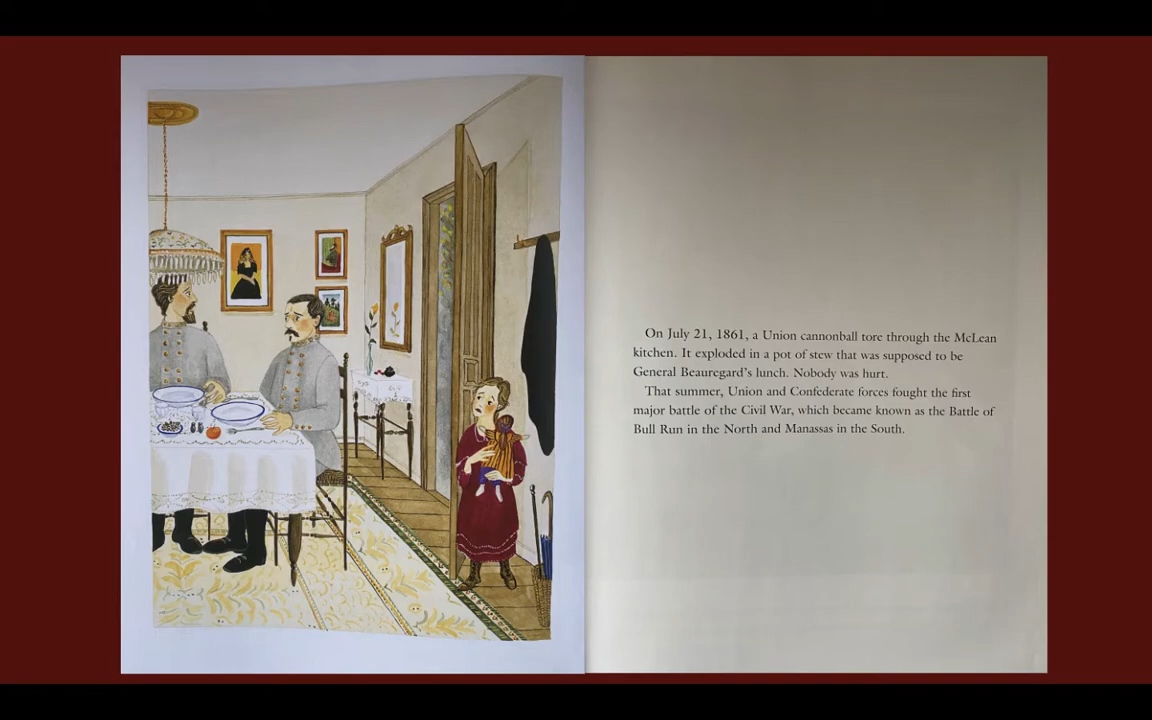 On July 21, 1861, a Union cannonball tore through the McLean
kitchen. It exploded in a pot of stew that was supposed to be
General Beauregard's lunch. Nobody was hurt.
That summer, Union and Confederate forces fought the first
major battle of the Civil War, which became known as the Battle of
Bull Run in the North and Manassas in the South.